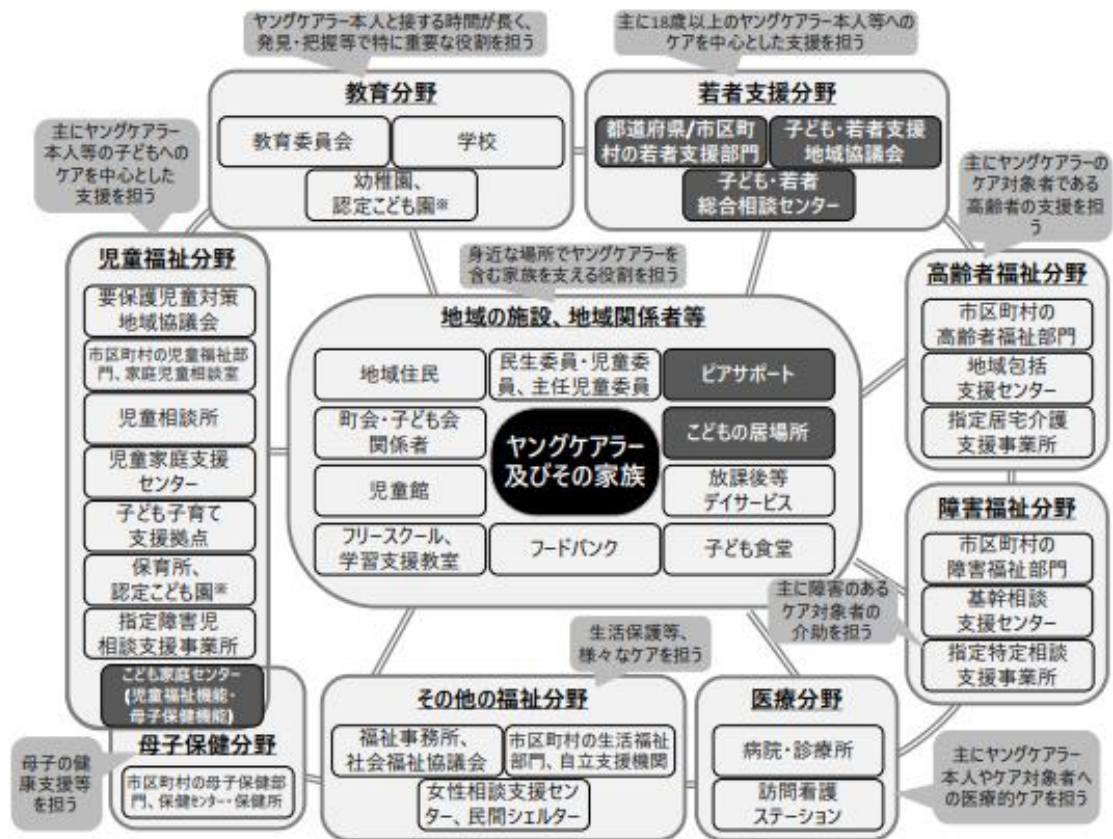 ヤングケアラー本人と接する時間が長く、
発見・把握等で特に重要な役割を担う
主に18歳以上のヤングケアラー本人等への
ケアを中心とした支援を担う
教育分野
教育委員会
学校
幼稚園、
認定こども園※
若者支援分野
都道府県/市区町
村の若者支援部門
子ども・若者支援
地域協議会
子ども・若者
総合相談センター
主にヤングケアラー
本人等の子どもへの
ケアを中心とした
支援を担う
主にヤングケアラーの
ケア対象者である
高齢者の支援を担
う
児童福祉分野
要保護児童対策
地域協議会
市区町村の児童福祉部
門、家庭児童相談室
児童相談所
児童家庭支援
センター
子ども子育て
支援拠点
保育所、
認定こども園※
指定障害児
相談支援事業所
こども家庭センター
(児童福祉機能・
母子保健機能)
身近な場所でヤングケアラーを
含む家族を支える役割を担う
地域の施設、地域関係者等
地域住民
民生委員・児童委
員、主任児童委員
ピアサポート
町会・子ども会
関係者
ヤングケアラー
及びその家族
こどもの居場所
児童館
放課後等
デイサービス
フリースクール、
学習支援教室
フードバンク
子ども食堂
高齢者福祉分野
市区町村の
高齢者福祉部門
地域包括
支援センター
指定居宅介護
支援事業所
障害福祉分野
市区町村の
障害福祉部門
基幹相談
支援センター
指定特定相談
支援事業所
主に障害のある
ケア対象者の
介助を担う
生活保護等、
様々なケアを担う
母子保健分野
市区町村の母子保健部
門、保健センター・保健所
母子の健
康支援等
を担う
その他の福祉分野
福祉事務所、
社会福祉協議会
市区町村の生活福祉
部門、自立支援機関
女性相談支援セン
ター、民間シェルター
医療分野
病院・診療所
訪問看護
ステーション
主にヤングケアラー
本人やケア対象者へ
の医療的ケアを担う